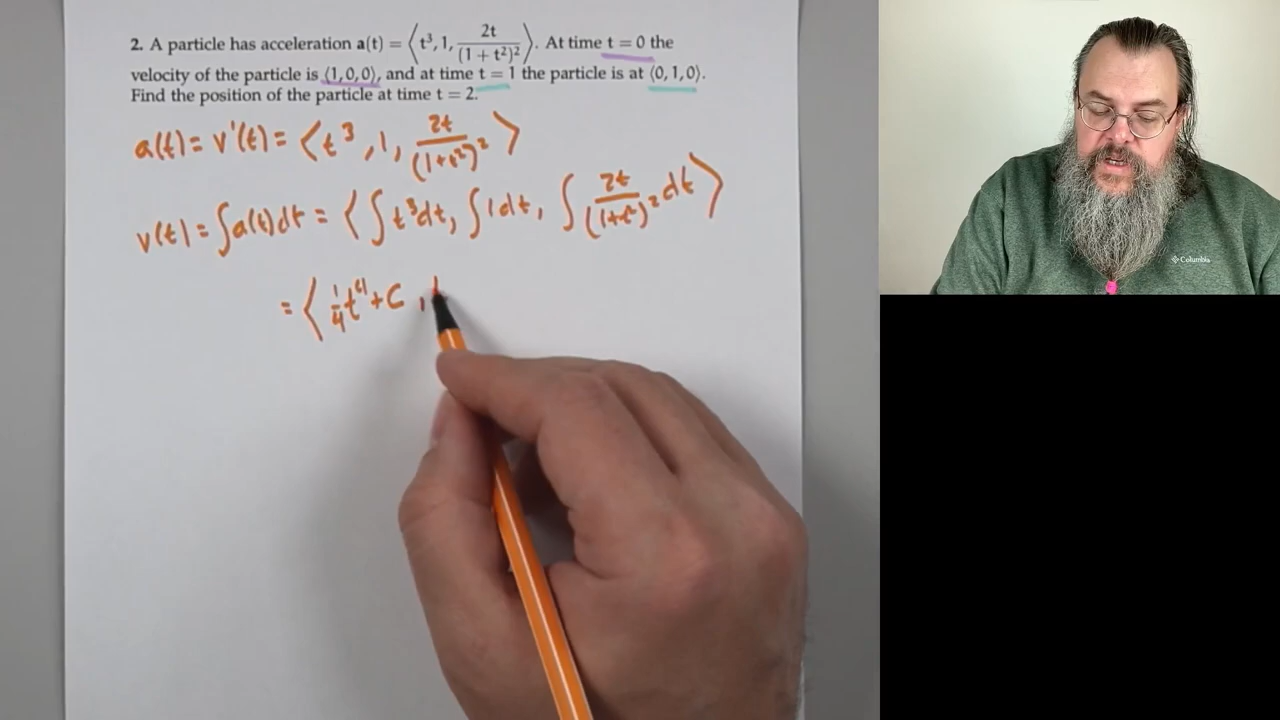 2. A particle has acceleration a(t) = ⟨t³, 1, 2t/(1 + t²)²⟩. At time t = 0 the
velocity of the particle is ⟨1, 0, 0⟩, and at time t = 1 the particle is at ⟨0, 1, 0⟩.
Find the position of the particle at time t = 2.
a(t) = v'(t) = ⟨t³, 1, 2t/(1+t²)²⟩
v(t) = ∫a(t)dt = ⟨∫t³dt, ∫1dt, ∫2t/(1+t²)² dt⟩
= ⟨1/4 t⁴ + C ,
Columbia